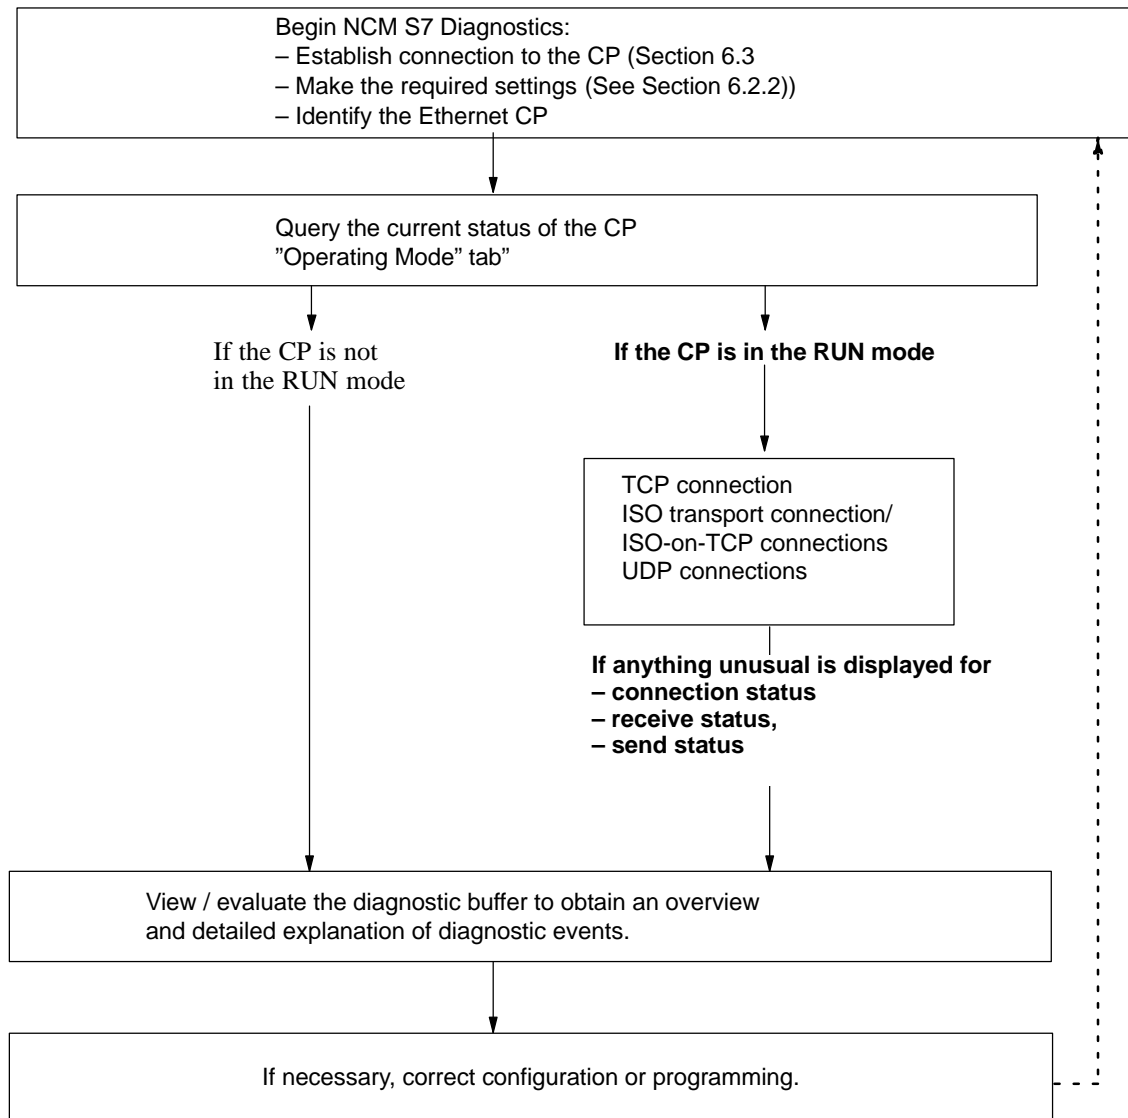 Begin NCM S7 Diagnostics:
– Establish connection to the CP (Section 6.3
– Make the required settings (See Section 6.2.2))
– Identify the Ethernet CP
Query the current status of the CP
”Operating Mode” tab”
If the CP is not
in the RUN mode
If the CP is in the RUN mode
TCP connection
ISO transport connection/
ISO-on-TCP connections
UDP connections
If anything unusual is displayed for
– connection status
– receive status,
– send status
View / evaluate the diagnostic buffer to obtain an overview
and detailed explanation of diagnostic events.
If necessary, correct configuration or programming.